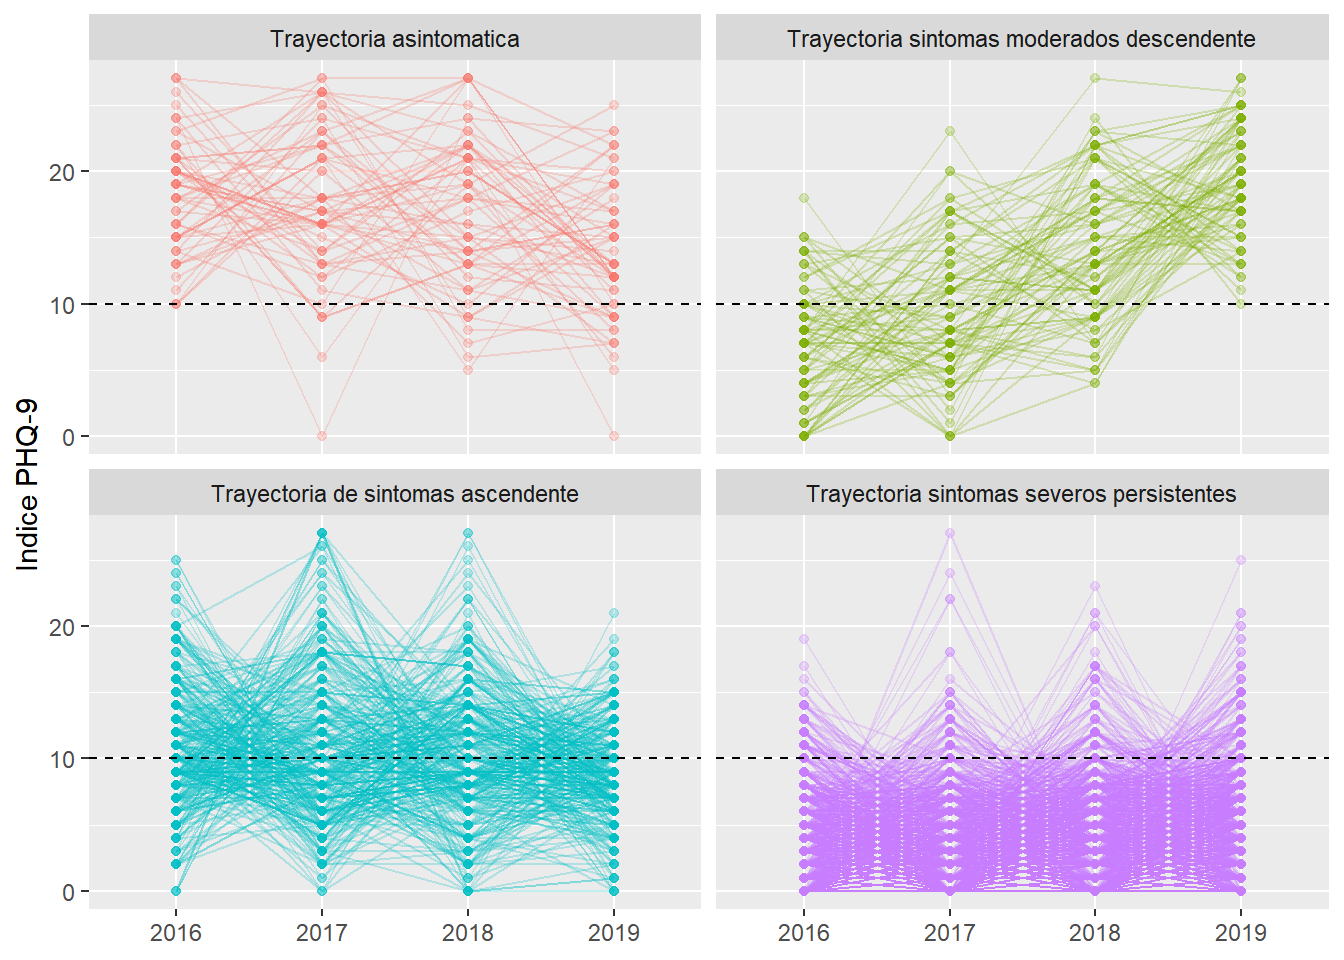 Trayectoria asintomatica
Trayectoria sintomas moderados descendente
20
10
0
Trayectoria de sintomas ascendente
Trayectoria sintomas severos persistentes
20
10
0
2016
2017
2018
2019
2016
2017
2018
2019
Indice PHQ-9